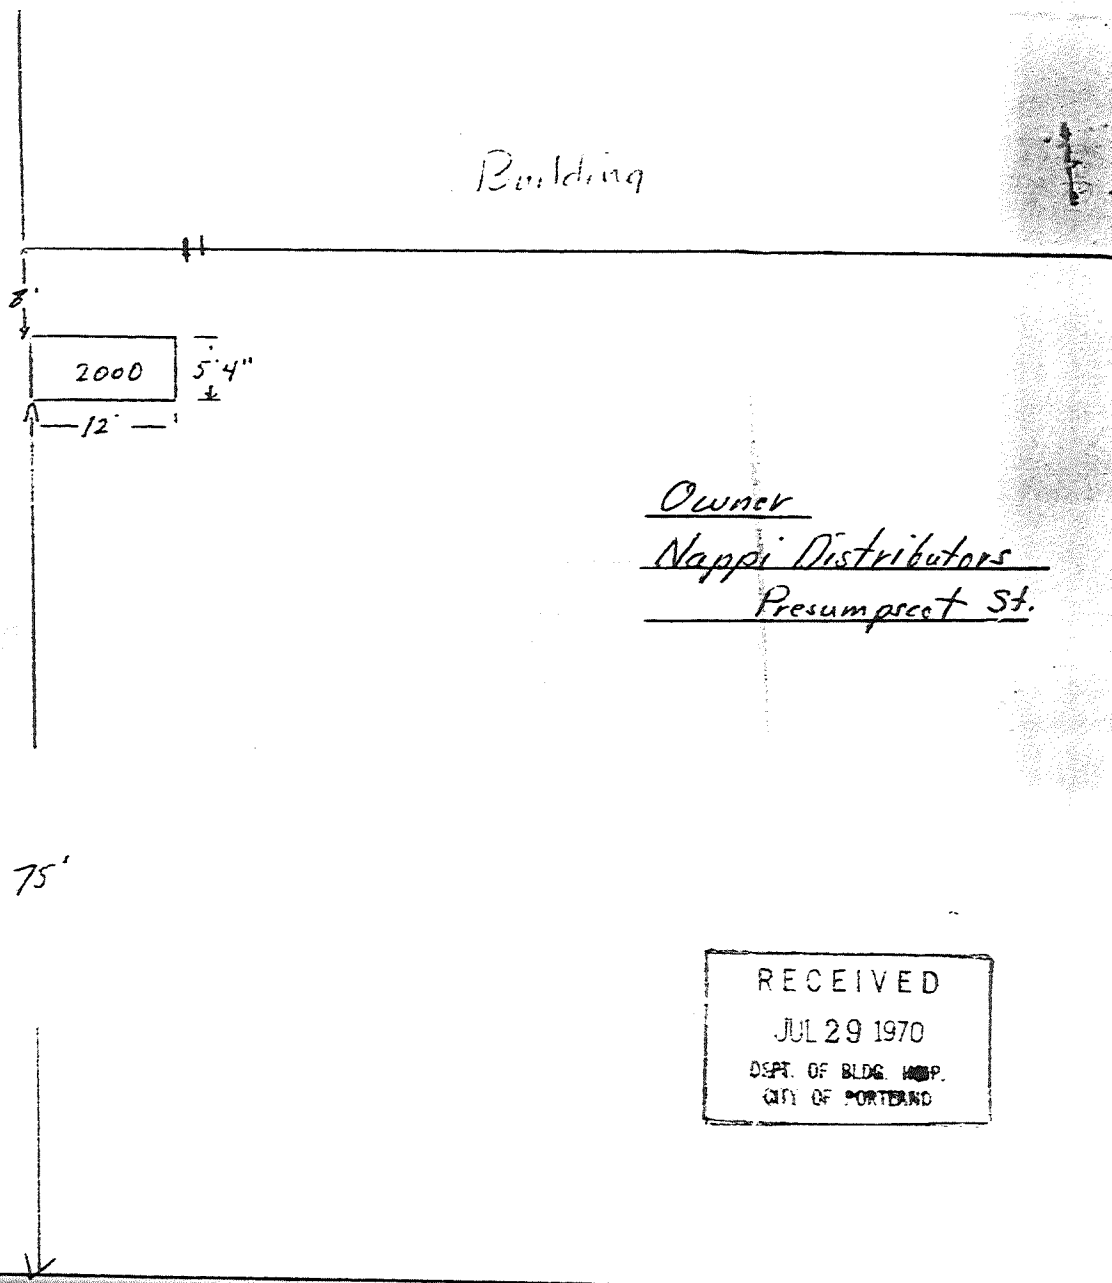 Building
8'
2000
5'4"
12'
Owner
Nappi Distributors
Presumpscot St.
75'
RECEIVED
JUL 29 1970
DEPT. OF BLDG. INSP.
CITY OF PORTLAND